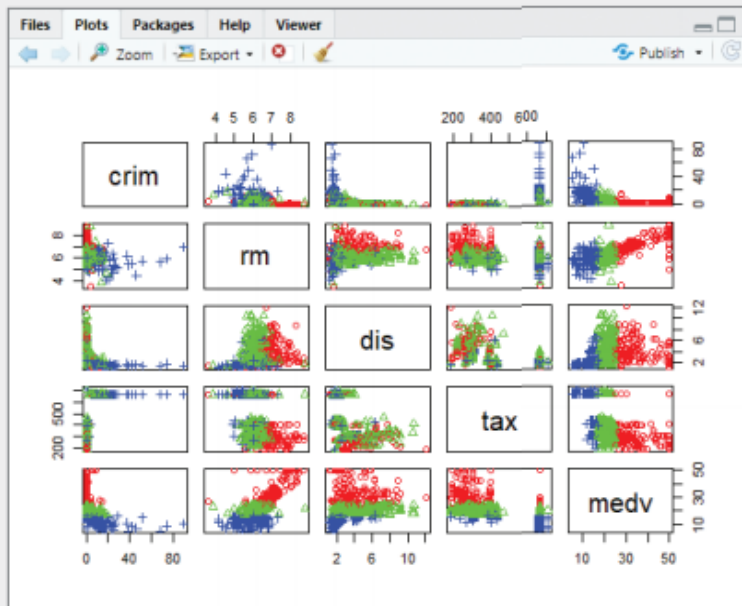 Files Plots Packages Help Viewer
Zoom Export Publish
4 5 6 7 8 200 400 600
crim 80 40 0
8 6 4 rm
dis 12 6 2
500 200 tax
medv 50 30 10
0 40 80 2 6 10 10 30 50